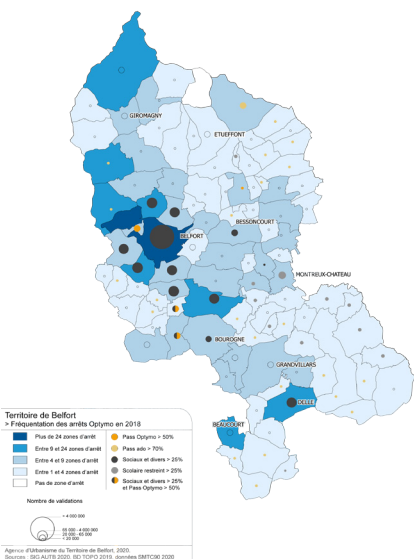 GIROMAGNY
ETUEFFONT
BESSONCOURT
BELFORT
MONTREUX-CHATEAU
BOUROGNE
GRANDVILLARS
DELLE
BEAUCOURT
Territoire de Belfort
> Fréquentation des arrêts Optymo en 2018
Plus de 24 zones d'arrêt
Entre 9 et 24 zones d'arrêt
Entre 4 et 9 zones d'arrêt
Entre 1 et 4 zones d'arrêt
Pas de zone d'arrêt
Pass Optymo > 50%
Pass ado > 70%
Sociaux et divers > 25%
Scolaire restreint > 25%
Sociaux et divers > 25%
et Pass Optymo > 50%
Nombre de validations
< 20 000
Agence d'Urbanisme du Territoire de Belfort, 2020.
Sources : SIG AUTB 2020, BD TOPO 2019, données SMTC90 2020